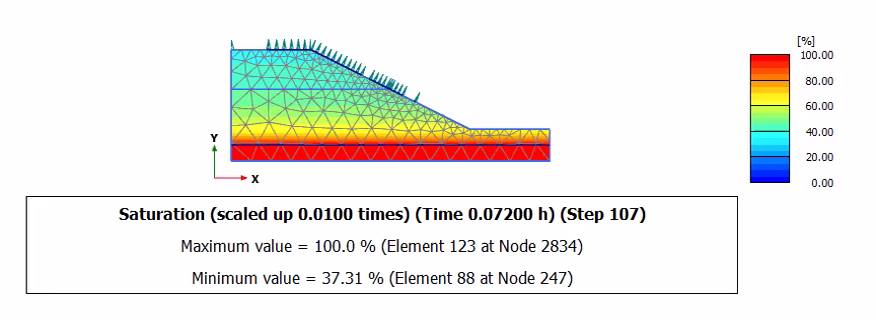 [%]
100.00
80.00
60.00
40.00
20.00
0.00
Y
X
Saturation (scaled up 0.0100 times) (Time 0.07200 h) (Step 107)
Maximum value = 100.0 % (Element 123 at Node 2834)
Minimum value = 37.31 % (Element 88 at Node 247)